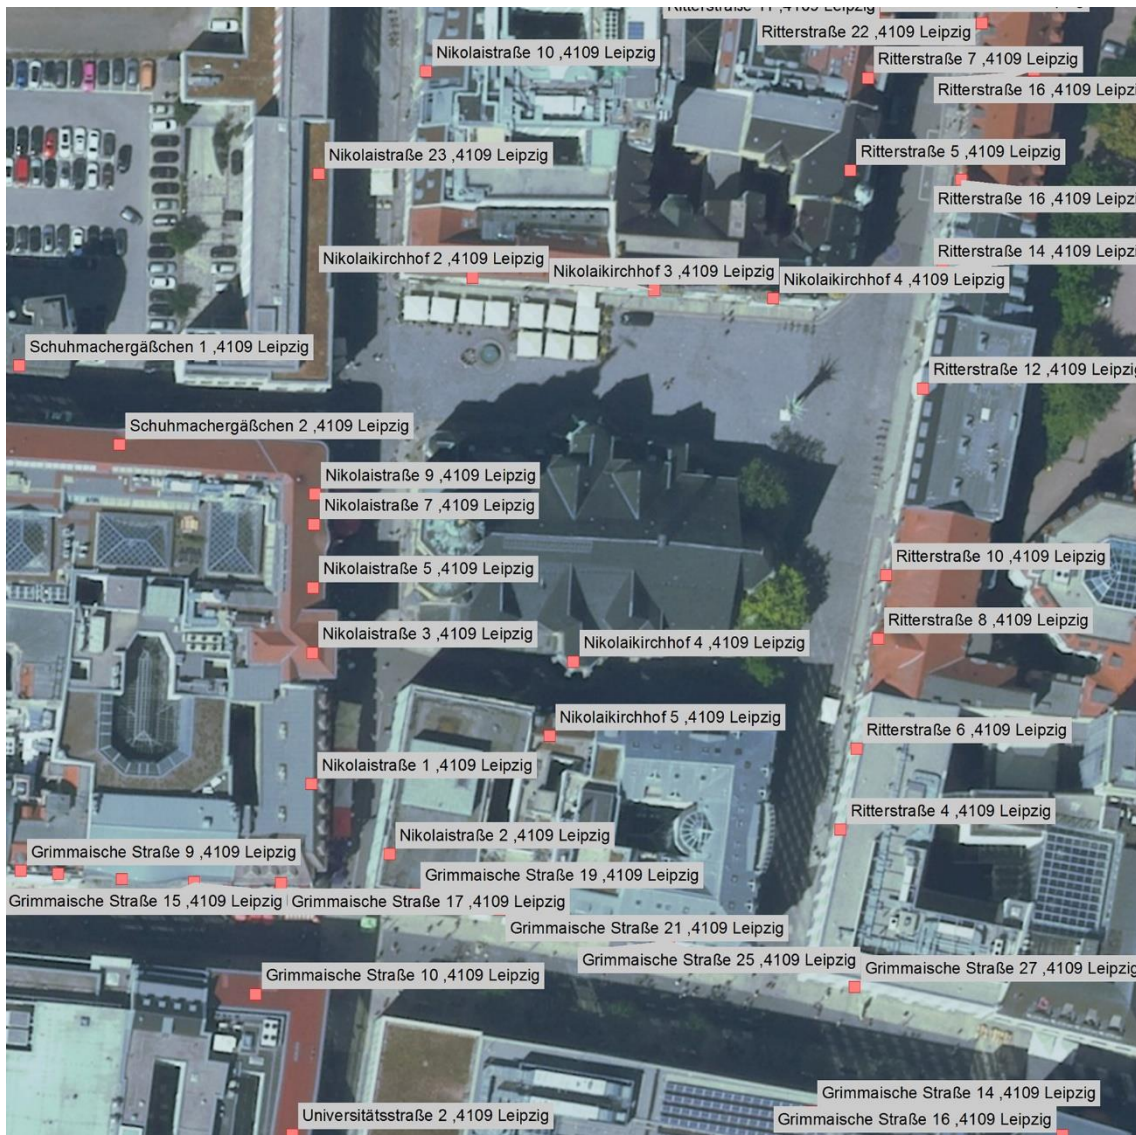 Ritterstraße 22 ,4109 Leipzig
Nikolaistraße 10 ,4109 Leipzig
Ritterstraße 7 ,4109 Leipzig
Ritterstraße 16 ,4109 Leipzig
Nikolaistraße 23 ,4109 Leipzig
Ritterstraße 5 ,4109 Leipzig
Ritterstraße 16 ,4109 Leipzig
Ritterstraße 14 ,4109 Leipzig
Nikolaikirchhof 2 ,4109 Leipzig
Nikolaikirchhof 3 ,4109 Leipzig
Nikolaikirchhof 4 ,4109 Leipzig
Schuhmachergäßchen 1 ,4109 Leipzig
Ritterstraße 12 ,4109 Leipzig
Schuhmachergäßchen 2 ,4109 Leipzig
Nikolaistraße 9 ,4109 Leipzig
Nikolaistraße 7 ,4109 Leipzig
Ritterstraße 10 ,4109 Leipzig
Nikolaistraße 5 ,4109 Leipzig
Ritterstraße 8 ,4109 Leipzig
Nikolaistraße 3 ,4109 Leipzig
Nikolaikirchhof 4 ,4109 Leipzig
Nikolaikirchhof 5 ,4109 Leipzig
Ritterstraße 6 ,4109 Leipzig
Nikolaistraße 1 ,4109 Leipzig
Ritterstraße 4 ,4109 Leipzig
Nikolaistraße 2 ,4109 Leipzig
Grimmaische Straße 9 ,4109 Leipzig
Grimmaische Straße 19 ,4109 Leipzig
Grimmaische Straße 15 ,4109 Leipzig
Grimmaische Straße 17 ,4109 Leipzig
Grimmaische Straße 21 ,4109 Leipzig
Grimmaische Straße 25 ,4109 Leipzig
Grimmaische Straße 27 ,4109 Leipzig
Grimmaische Straße 10 ,4109 Leipzig
Grimmaische Straße 14 ,4109 Leipzig
Universitätsstraße 2 ,4109 Leipzig
Grimmaische Straße 16 ,4109 Leipzig